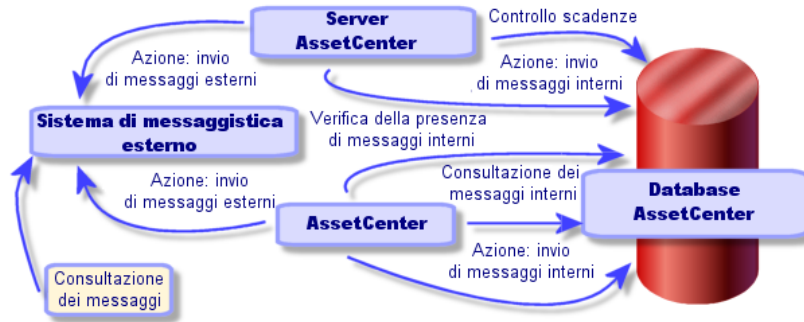 Server
AssetCenter
Controllo scadenze
Azione: invio
di messaggi esterni
Azione: invio
di messaggi interni
Sistema di messaggistica
esterno
Verifica della presenza
di messaggi interni
Azione: invio
di messaggi esterni
Consultazione dei
messaggi interni
AssetCenter
Database
AssetCenter
Azione: invio
di messaggi interni
Consultazione
dei messaggi